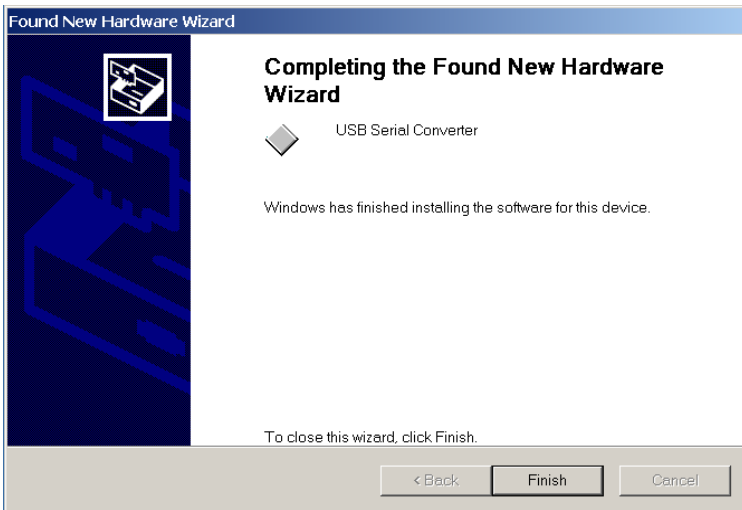 Found New Hardware Wizard
Completing the Found New Hardware
Wizard
USB Serial Converter
Windows has finished installing the software for this device.
To close this wizard, click Finish.
< Back
Finish
Cancel